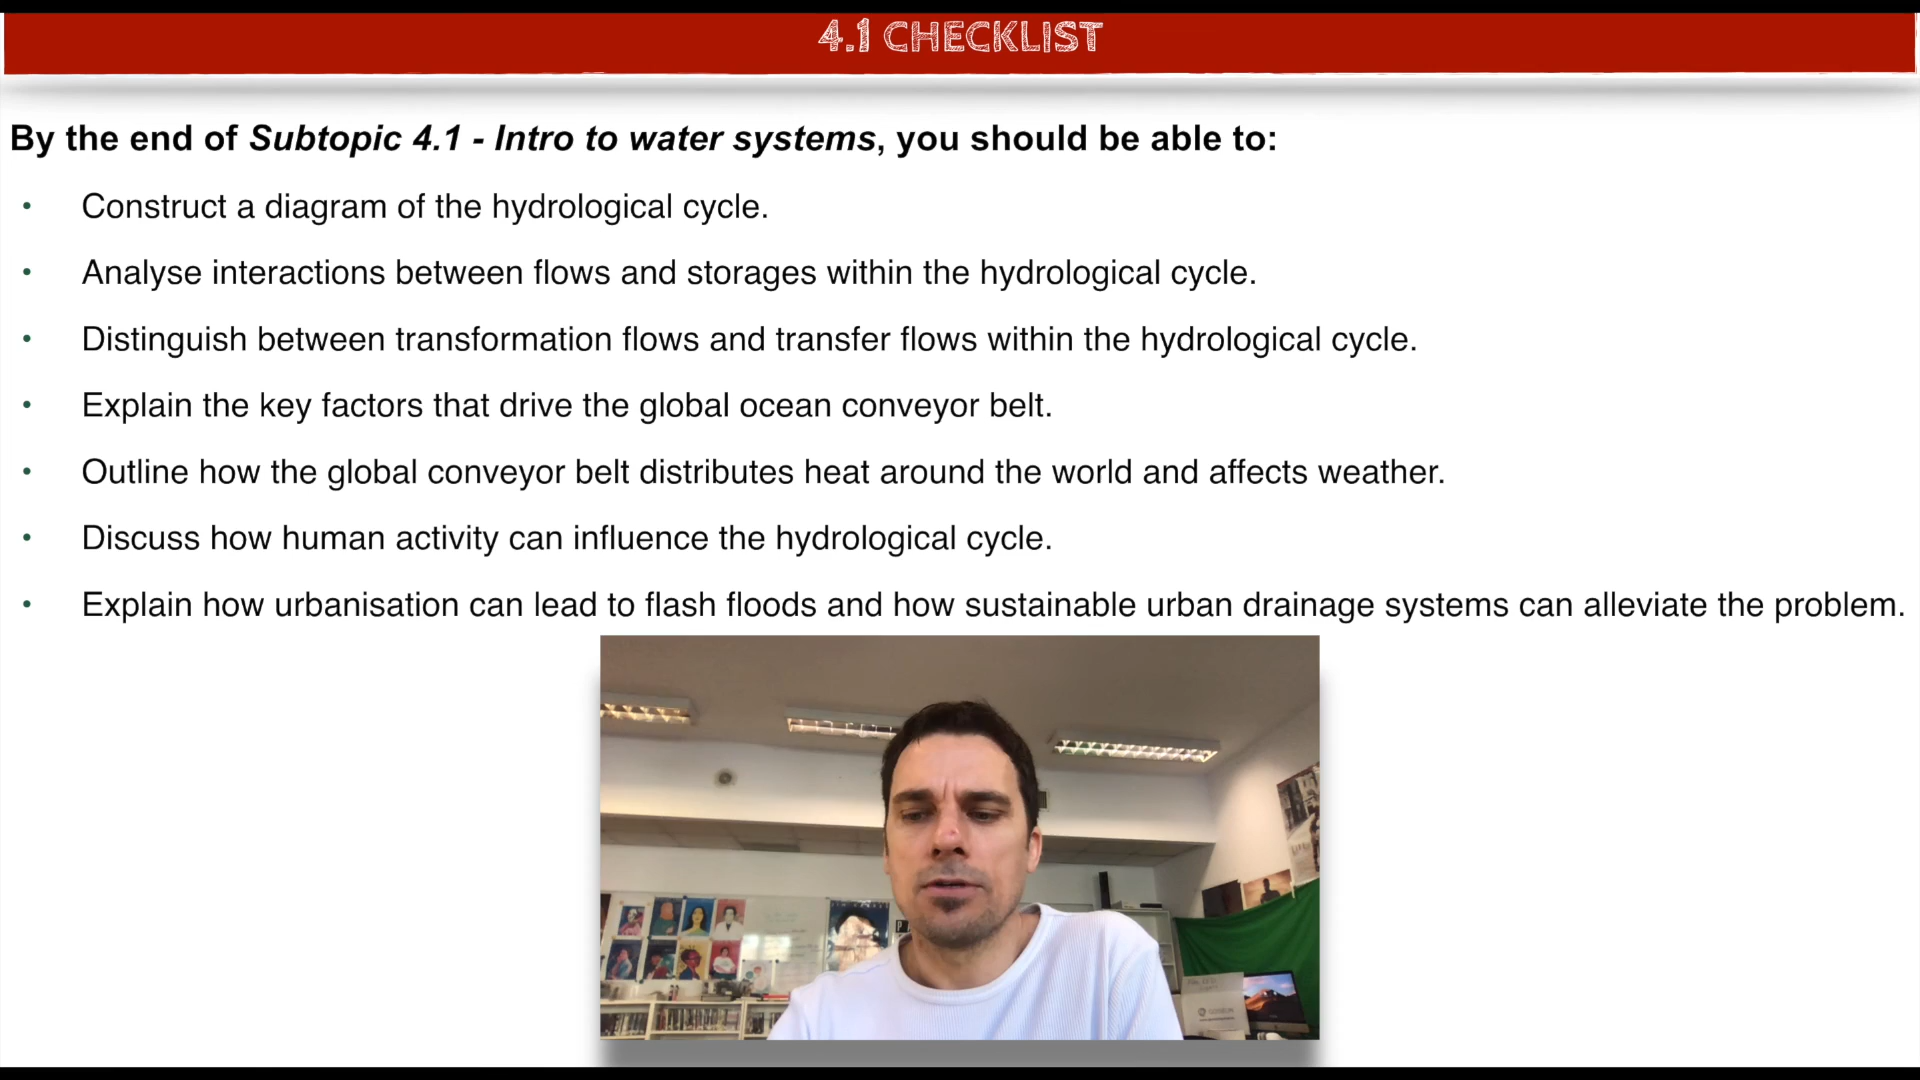 4.1 CHECKLIST
By the end of Subtopic 4.1 - Intro to water systems, you should be able to:
• Construct a diagram of the hydrological cycle.
• Analyse interactions between flows and storages within the hydrological cycle.
• Distinguish between transformation flows and transfer flows within the hydrological cycle.
• Explain the key factors that drive the global ocean conveyor belt.
• Outline how the global conveyor belt distributes heat around the world and affects weather.
• Discuss how human activity can influence the hydrological cycle.
• Explain how urbanisation can lead to flash floods and how sustainable urban drainage systems can alleviate the problem.